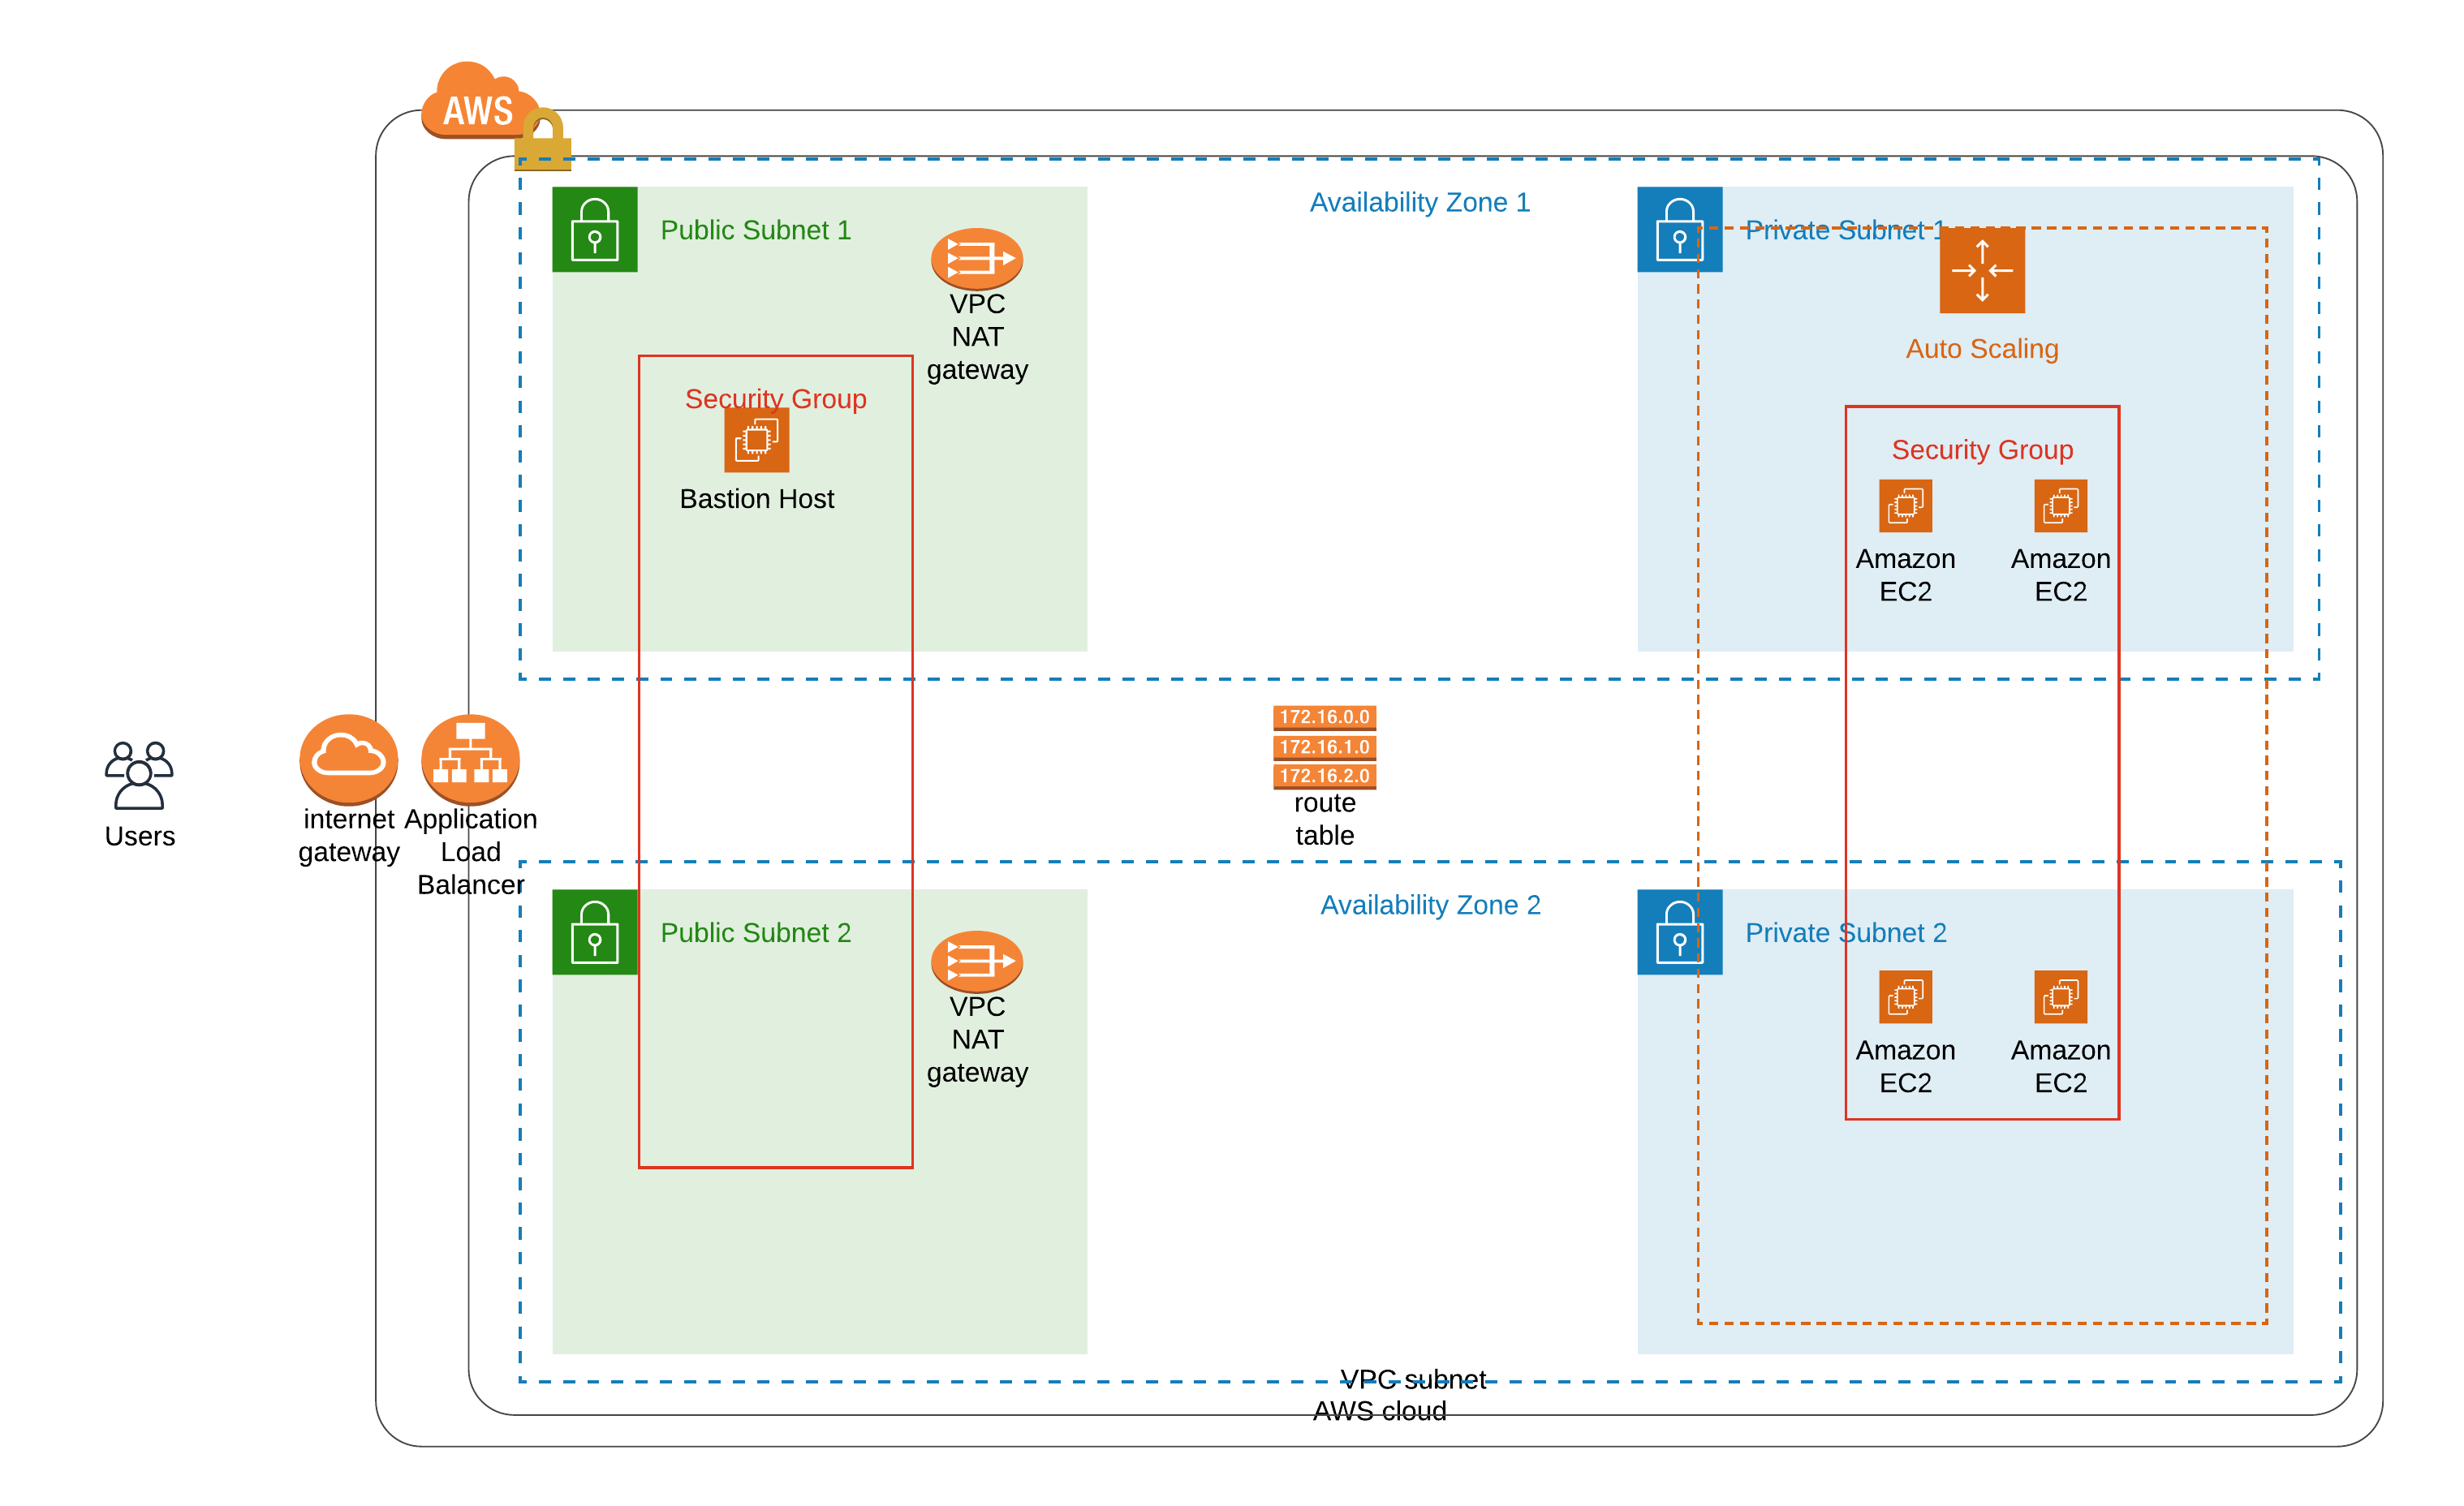 AWS
Public Subnet 1
Availability Zone 1
Private Subnet 1
VPC
NAT
gateway
Auto Scaling
Security Group
Bastion Host
Security Group
Amazon
EC2
Amazon
EC2
172.16.0.0
172.16.1.0
172.16.2.0
route
table
Users
internet
gateway
Application
Load
Balancer
Public Subnet 2
Availability Zone 2
Private Subnet 2
VPC
NAT
gateway
Amazon
EC2
Amazon
EC2
VPC subnet
AWS cloud